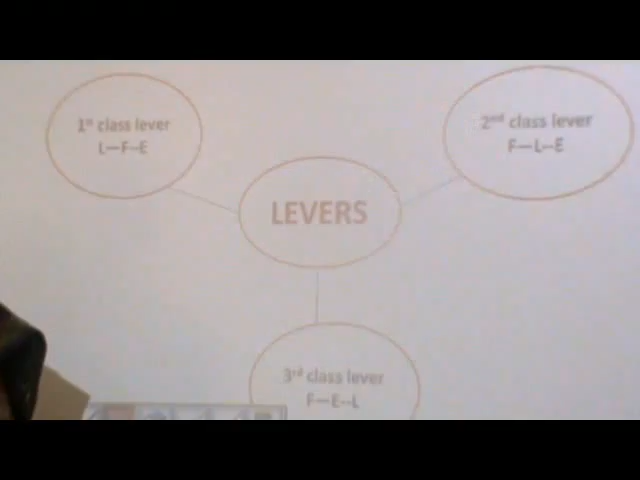 1st class lever
L—F--E
2nd class lever
F—L--E
LEVERS
3rd class lever
F—E--L